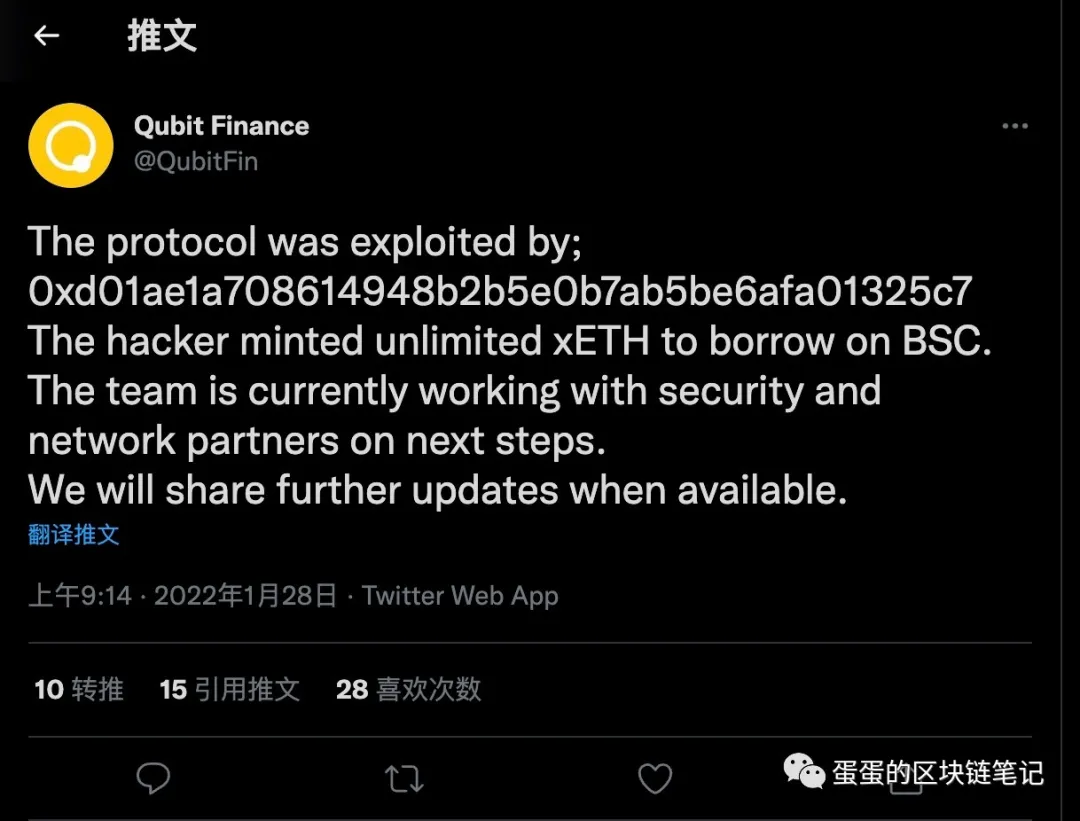 推文
Qubit Finance
@QubitFin
The protocol was exploited by;
0xd01ae1a708614948b2b5e0b7ab5be6afa01325c7
The hacker minted unlimited xETH to borrow on BSC.
The team is currently working with security and
network partners on next steps.
We will share further updates when available.
翻译推文
上午9:14 · 2022年1月28日 · Twitter Web App
10 转推 15 引用推文 28 喜欢次数
蛋蛋的区块链笔记